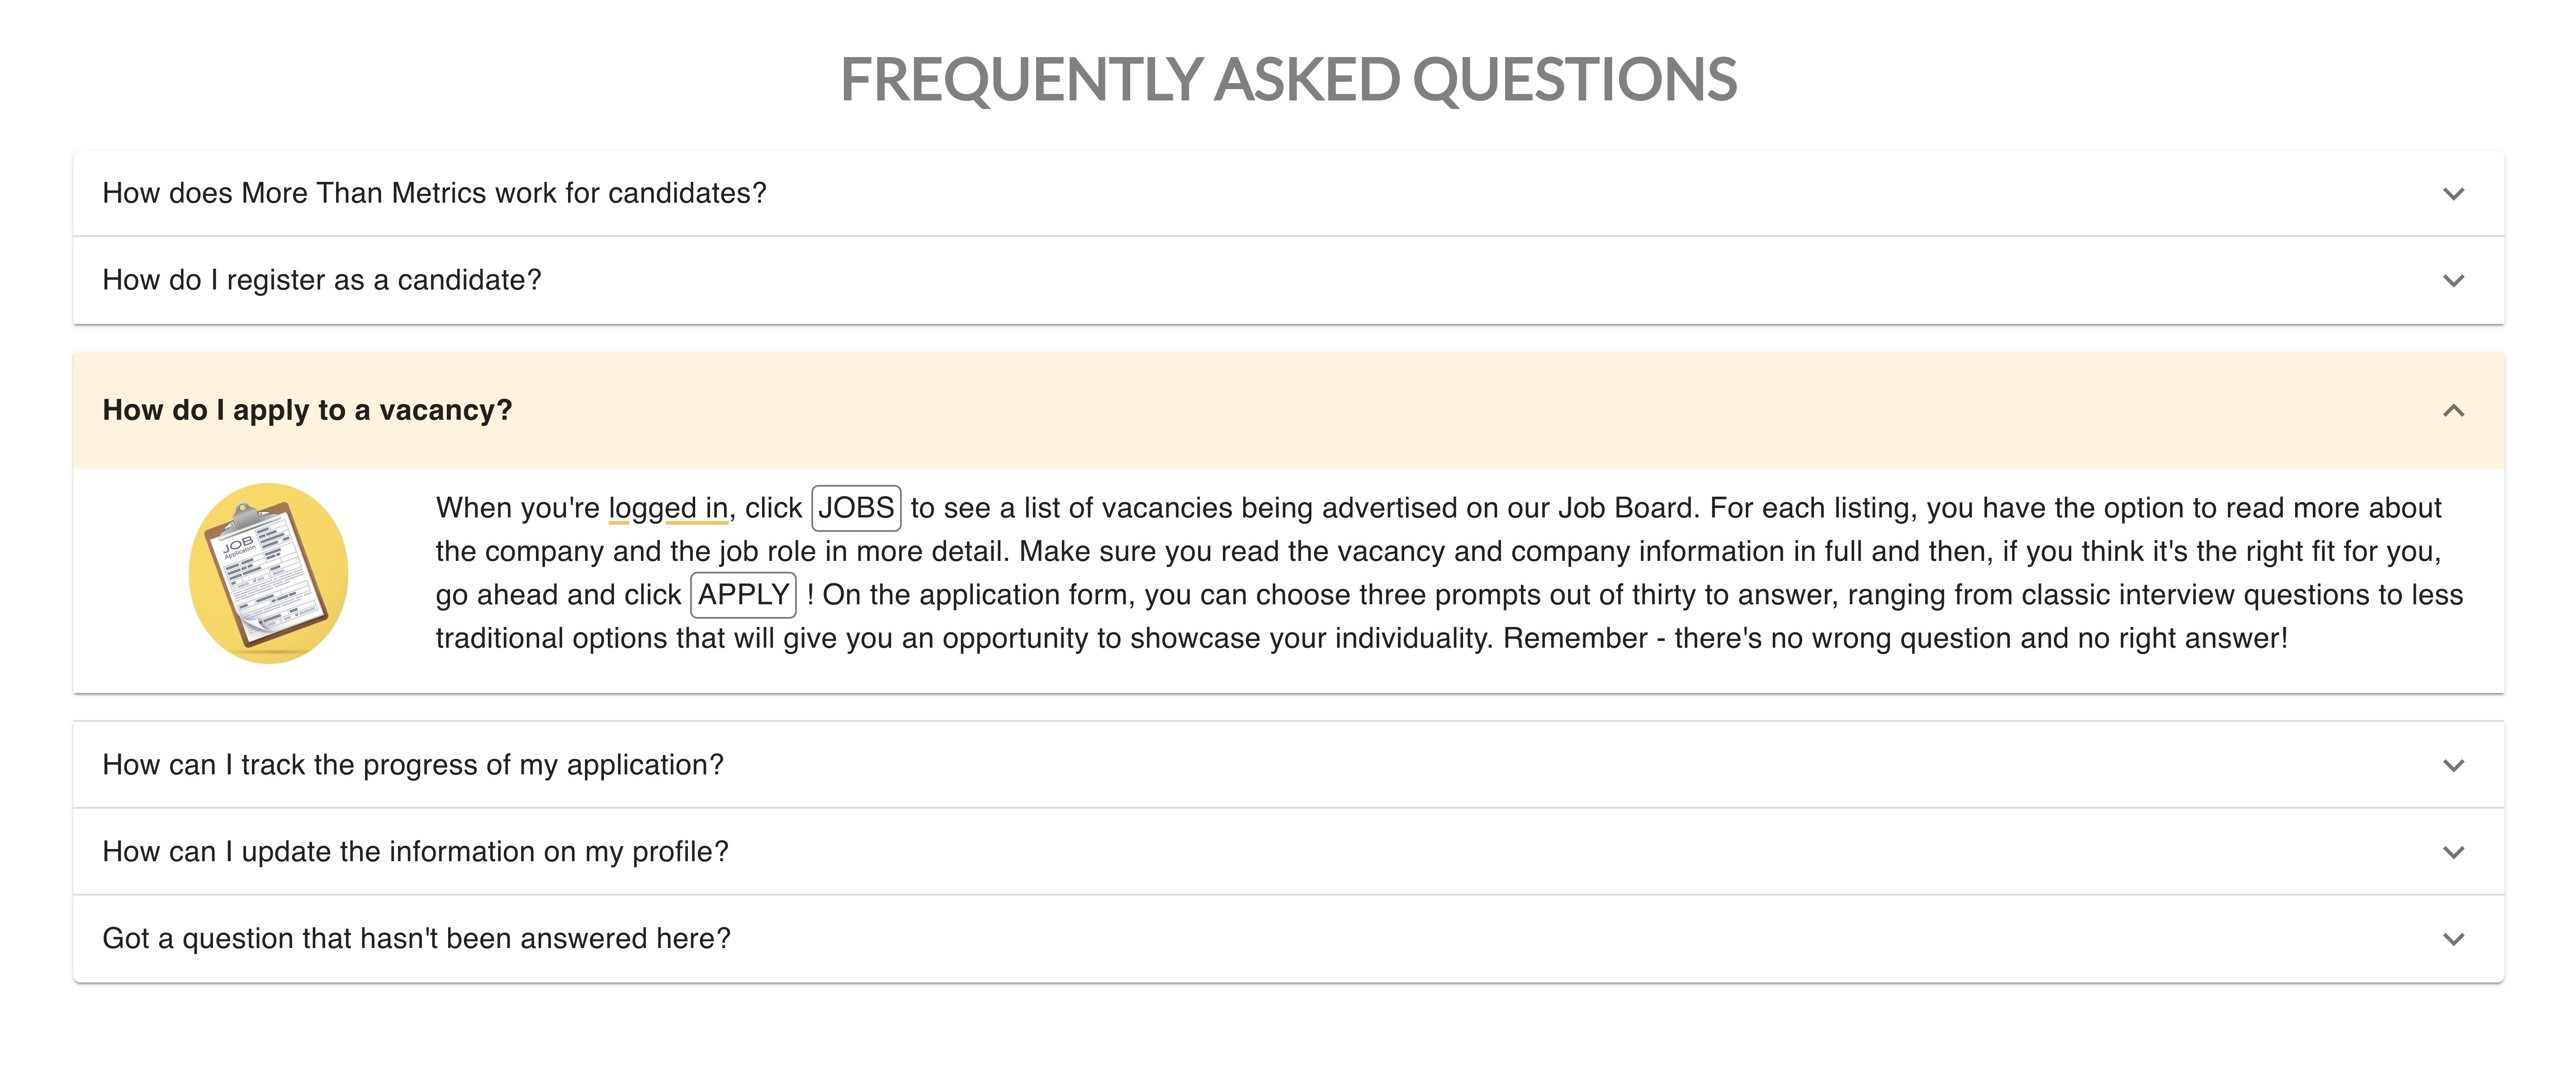 FREQUENTLY ASKED QUESTIONS
How does More Than Metrics work for candidates?
How do I register as a candidate?
How do I apply to a vacancy?
JOB
Application
When you're logged in, click JOBS to see a list of vacancies being advertised on our Job Board. For each listing, you have the option to read more about
the company and the job role in more detail. Make sure you read the vacancy and company information in full and then, if you think it's the right fit for you,
go ahead and click APPLY ! On the application form, you can choose three prompts out of thirty to answer, ranging from classic interview questions to less
traditional options that will give you an opportunity to showcase your individuality. Remember - there's no wrong question and no right answer!
How can I track the progress of my application?
How can I update the information on my profile?
Got a question that hasn't been answered here?